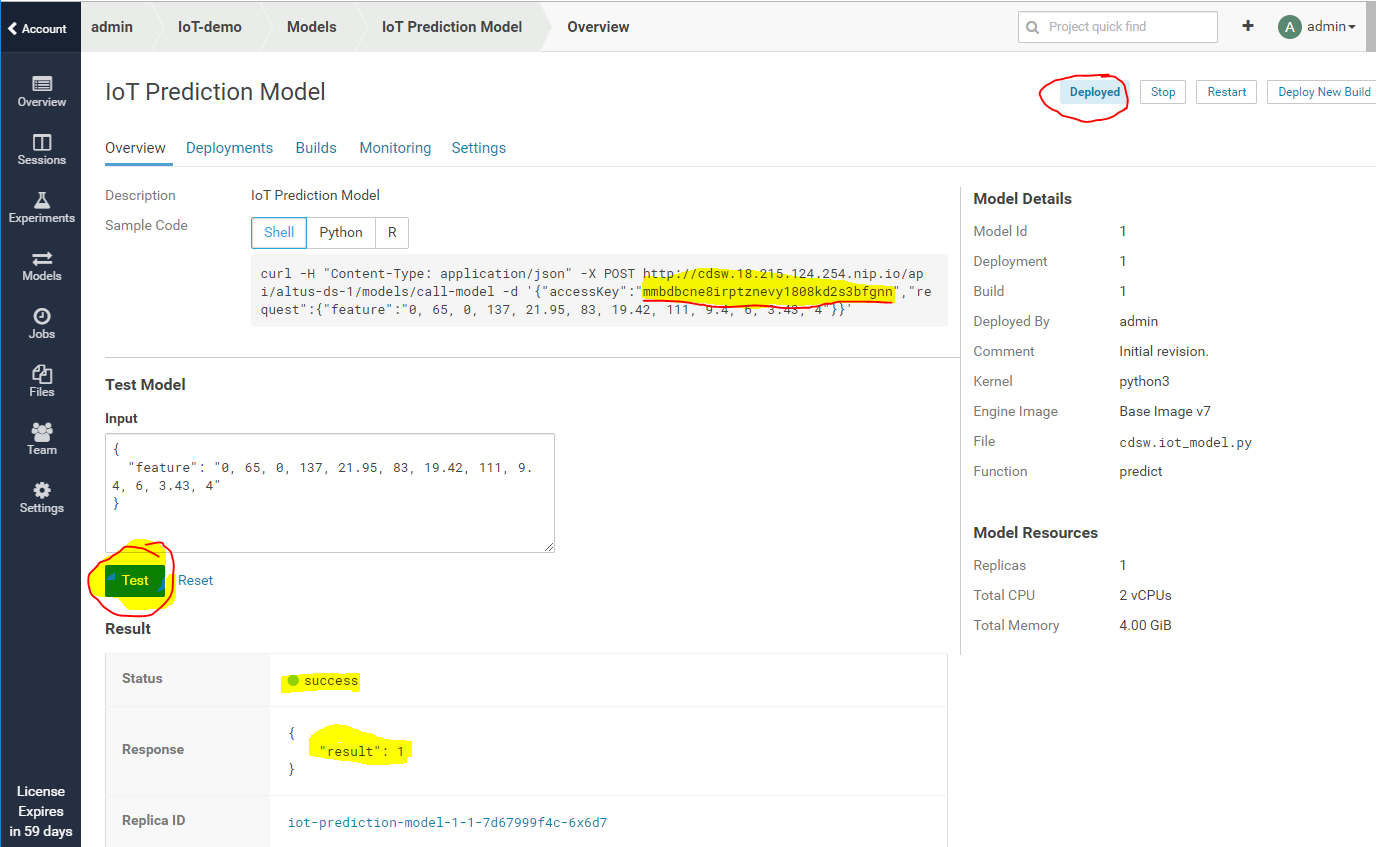 Account
admin
IoT-demo
Models
IoT Prediction Model
Overview
Project quick find
+
A
admin
Overview
Sessions
Experiments
Models
Jobs
Files
Team
Settings
License
Expires
in 59 days
IoT Prediction Model
Deployed
Stop
Restart
Deploy New Build
Overview
Deployments
Builds
Monitoring
Settings
Description
IoT Prediction Model
Sample Code
Shell
Python
R
curl -H "Content-Type: application/json" -X POST http://cdsw.18.215.124.254.nip.io/ap
i/altus-ds-1/models/call-model -d '{"accessKey":"mmbdbcne8irptznevy1808kd2s3bfgnn","re
quest":{"feature":"0, 65, 0, 137, 21.95, 83, 19.42, 111, 9.4, 6, 3.43, 4"}}'
Test Model
Input
{
"feature": "0, 65, 0, 137, 21.95, 83, 19.42, 111, 9.
4, 6, 3.43, 4"
}
Test
Reset
Result
Status
success
Response
{
"result": 1
}
Replica ID
iot-prediction-model-1-1-7d67999f4c-6x6d7
Model Details
Model Id
1
Deployment
1
Build
1
Deployed By
admin
Comment
Initial revision.
Kernel
python3
Engine Image
Base Image v7
File
cdsw.iot_model.py
Function
predict
Model Resources
Replicas
1
Total CPU
2 vCPUs
Total Memory
4.00 GiB